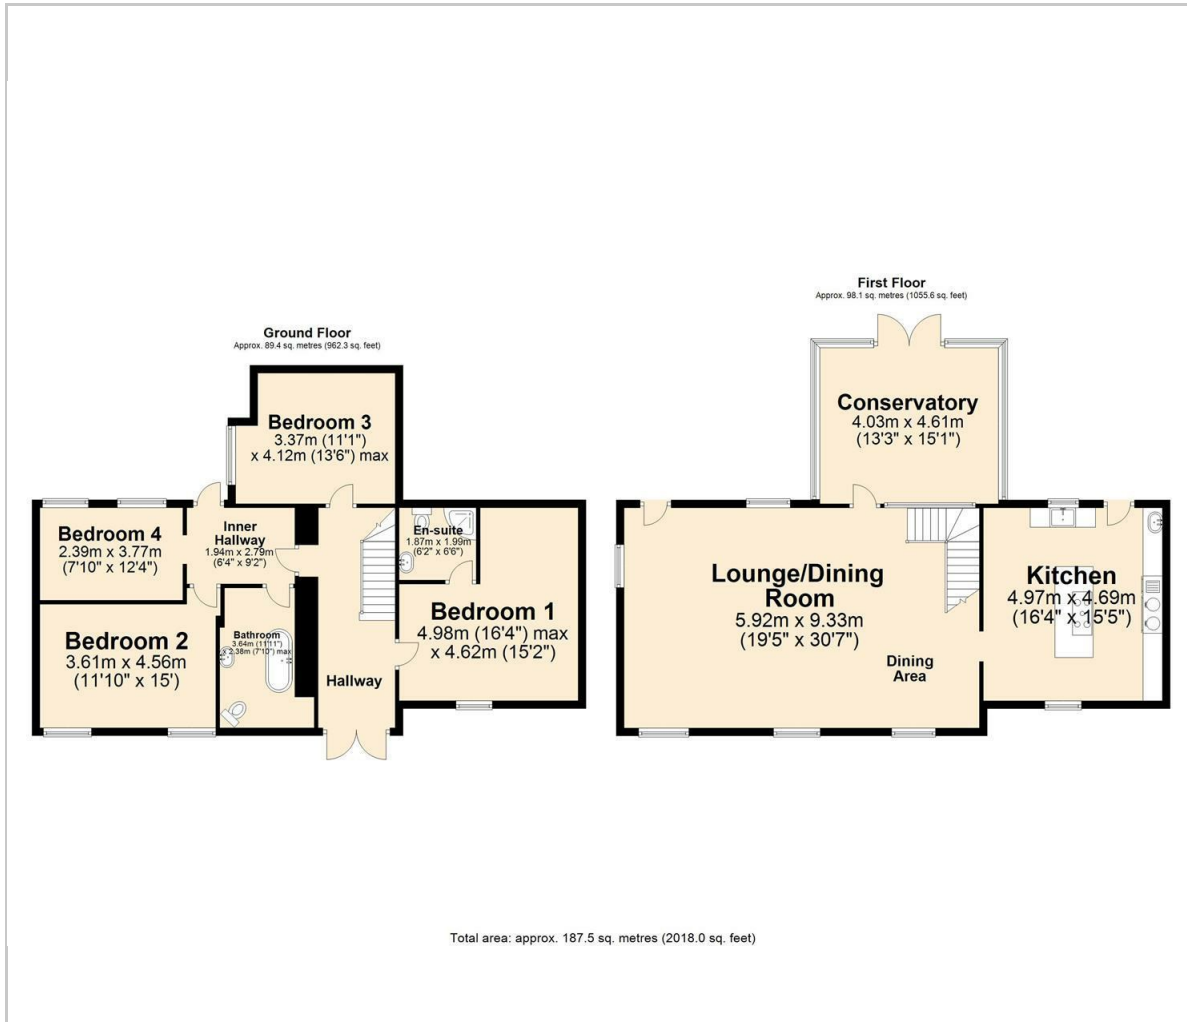 Ground Floor
Approx. 89.4 sq. metres (962.3 sq. feet)
Bedroom 3
3.37m (11'1")
x 4.12m (13'6") max
Bedroom 4
2.39m x 3.77m
(7'10" x 12'4")
Inner
Hallway
1.94m x 2.79m
(6'4" x 9'2")
En-suite
1.87m x 1.99m
(6'2" x 6'6")
Bedroom 2
3.61m x 4.56m
(11'10" x 15')
Bathroom
3.64m (11'11")
x 2.38m (7'10") max
Hallway
Bedroom 1
4.98m (16'4") max
x 4.62m (15'2")
First Floor
Approx. 98.1 sq. metres (1055.6 sq. feet)
Conservatory
4.03m x 4.61m
(13'3" x 15'1")
Lounge/Dining
Room
5.92m x 9.33m
(19'5" x 30'7")
Dining
Area
Kitchen
4.97m x 4.69m
(16'4" x 15'5")
Total area: approx. 187.5 sq. metres (2018.0 sq. feet)